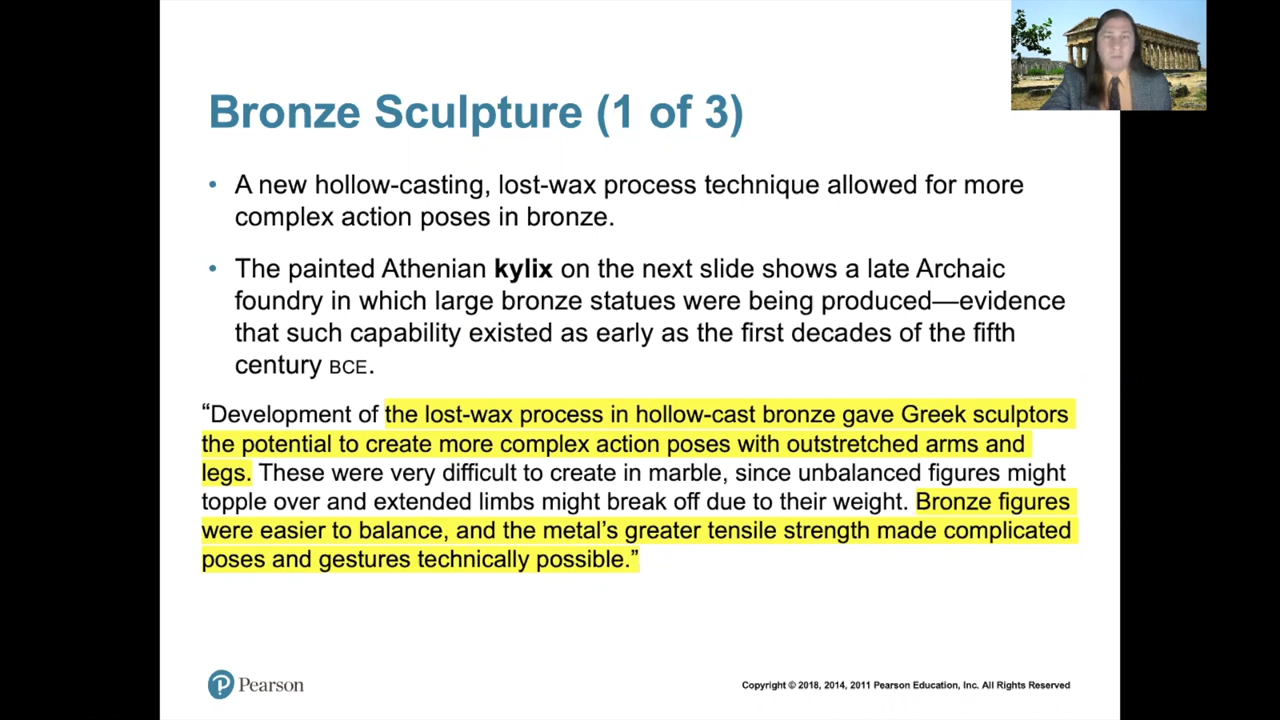 Bronze Sculpture (1 of 3)
• A new hollow-casting, lost-wax process technique allowed for more
complex action poses in bronze.
• The painted Athenian kylix on the next slide shows a late Archaic
foundry in which large bronze statues were being produced—evidence
that such capability existed as early as the first decades of the fifth
century BCE.
“Development of the lost-wax process in hollow-cast bronze gave Greek sculptors
the potential to create more complex action poses with outstretched arms and
legs. These were very difficult to create in marble, since unbalanced figures might
topple over and extended limbs might break off due to their weight. Bronze figures
were easier to balance, and the metal’s greater tensile strength made complicated
poses and gestures technically possible.”
Pearson
Copyright © 2018, 2014, 2011 Pearson Education, Inc. All Rights Reserved